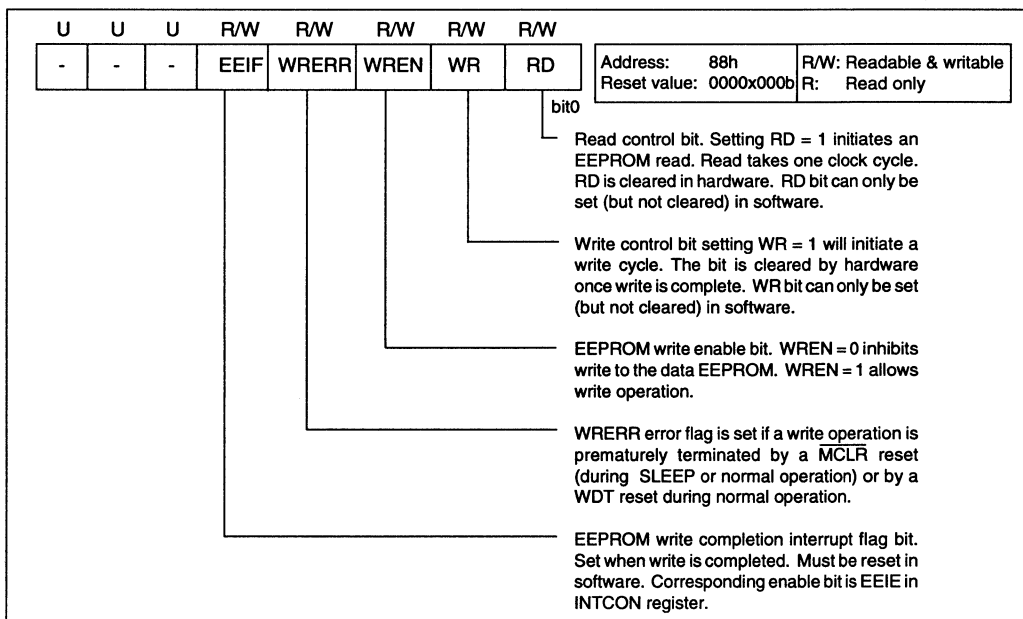 U U U R/W R/W R/W R/W R/W
- - - EEIF WRERR WREN WR RD
bit0
Address: 88h
Reset value: 0000x000b
R/W: Readable & writable
R: Read only
Read control bit. Setting RD = 1 initiates an
EEPROM read. Read takes one clock cycle.
RD is cleared in hardware. RD bit can only be
set (but not cleared) in software.
Write control bit setting WR = 1 will initiate a
write cycle. The bit is cleared by hardware
once write is complete. WR bit can only be set
(but not cleared) in software.
EEPROM write enable bit. WREN = 0 inhibits
write to the data EEPROM. WREN = 1 allows
write operation.
WRERR error flag is set if a write operation is
prematurely terminated by a MCLR reset
(during SLEEP or normal operation) or by a
WDT reset during normal operation.
EEPROM write completion interrupt flag bit.
Set when write is completed. Must be reset in
software. Corresponding enable bit is EEIE in
INTCON register.